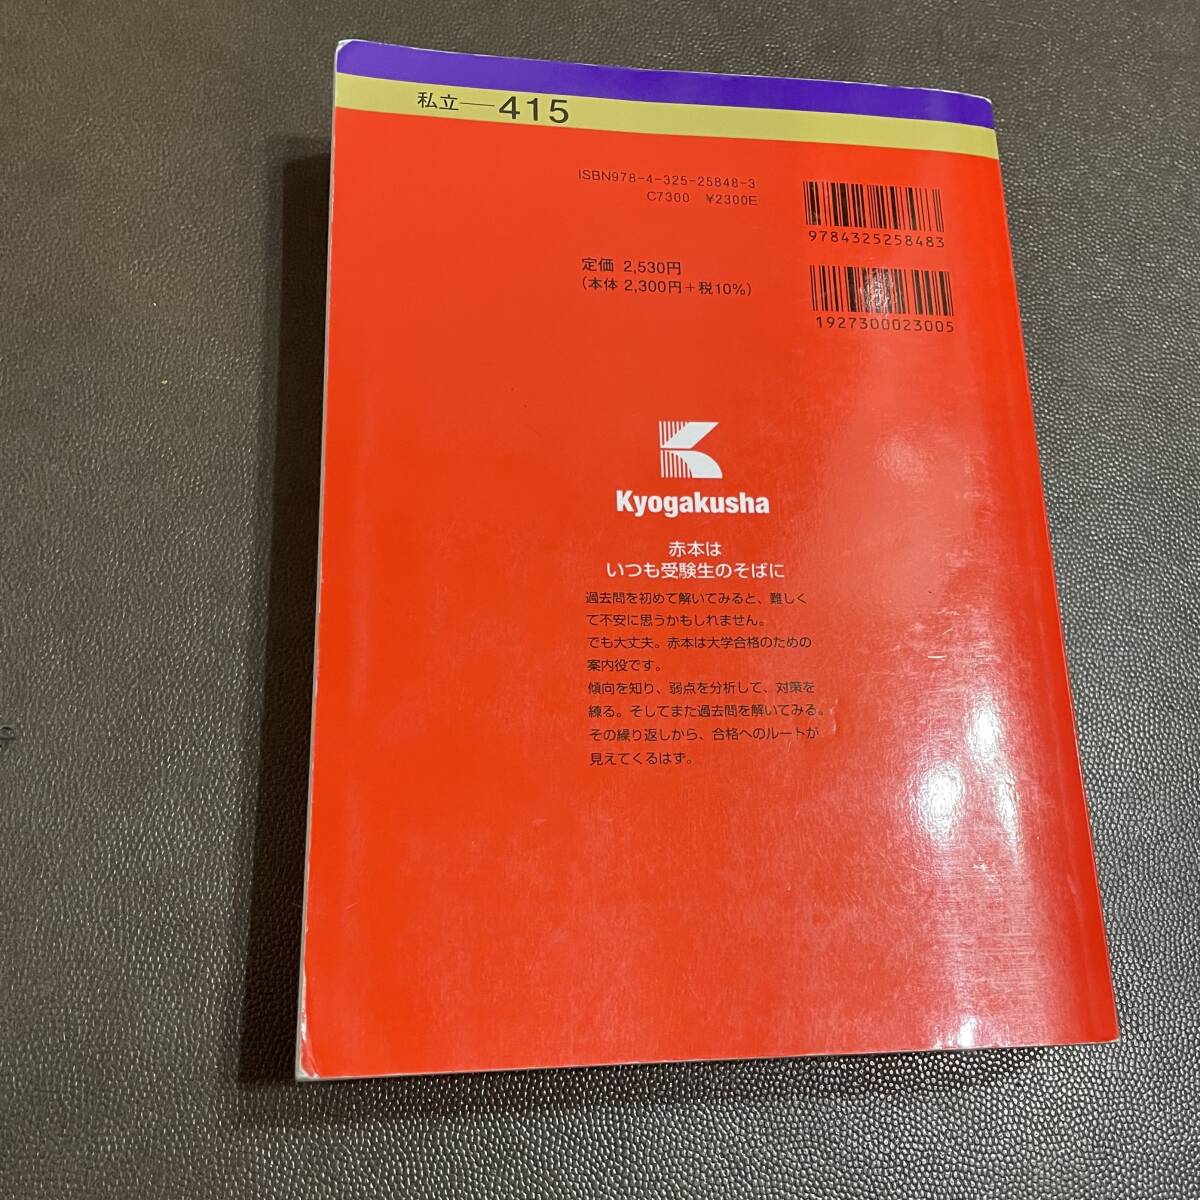 私立—415
ISBN978-4-325-25848-3
C7300 ¥2300E
9784325258483
定価 2,530円
(本体 2,300円+税10%)
1927300023005
Kyogakusha
赤本は
いつも受験生のそばに
過去問を初めて解いてみると、難しく
て不安に思うかもしれません。
でも大丈夫。赤本は大学合格のための
案内役です。
傾向を知り、弱点を分析して、対策を
練る。そしてまた過去問を解いてみる。
その繰り返しから、合格へのルートが
見えてくるはず。